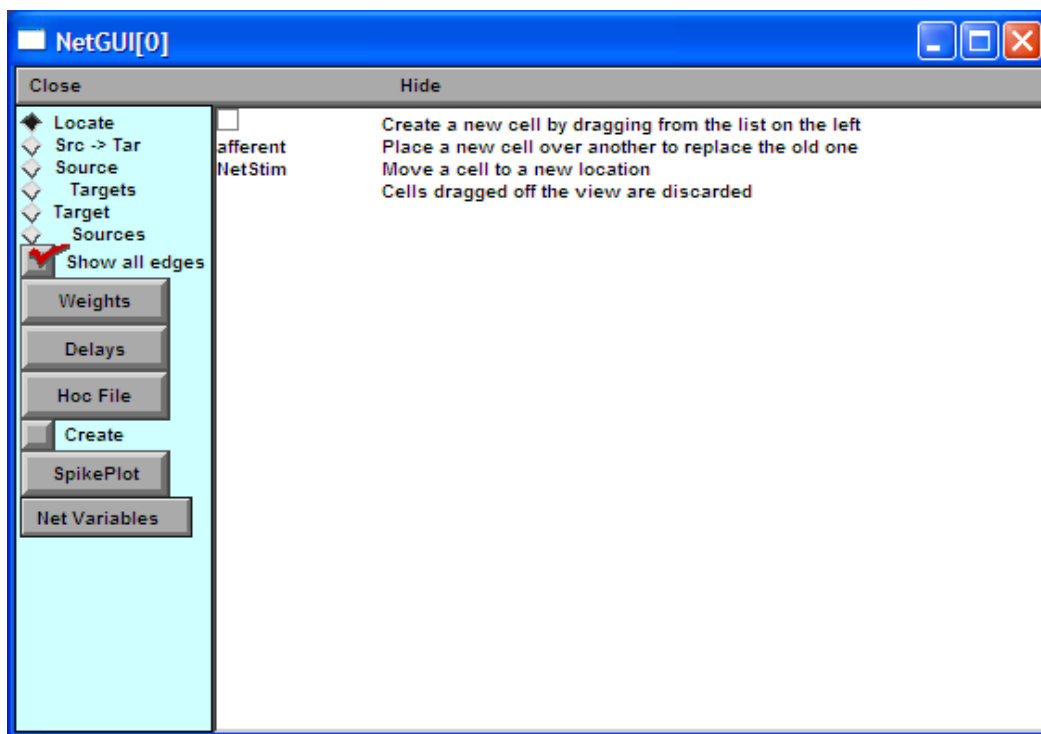 NetGUI[0]
Close Hide
Locate
Src -> Tar
Source
Targets
Target
Sources
Show all edges
Weights
Delays
Hoc File
Create
SpikePlot
Net Variables
Create a new cell by dragging from the list on the left
afferent Place a new cell over another to replace the old one
NetStim Move a cell to a new location
Cells dragged off the view are discarded